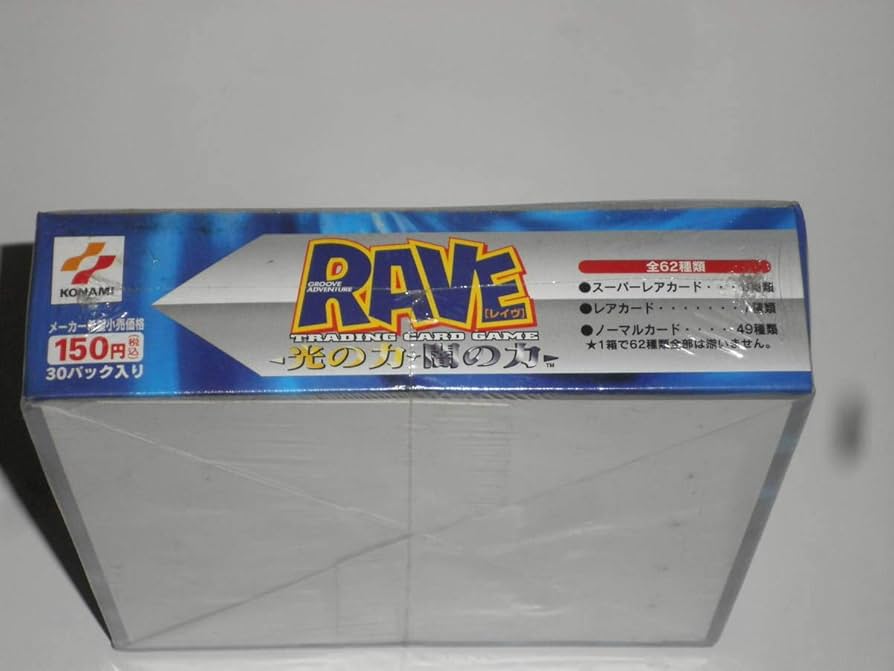 KONAMI
メーカー希望小売価格
150円(税込)
30パック入り
GROOVE ADVENTURE
RAVE
[レイヴ]
TRADING CARD GAME
光の力・闇の力
TM
全62種類
●スーパーレアカード・・・種類
●レアカード・・・・・・・種類
●ノーマルカード・・・・・49種類
★1箱で62種類全部は揃いません。